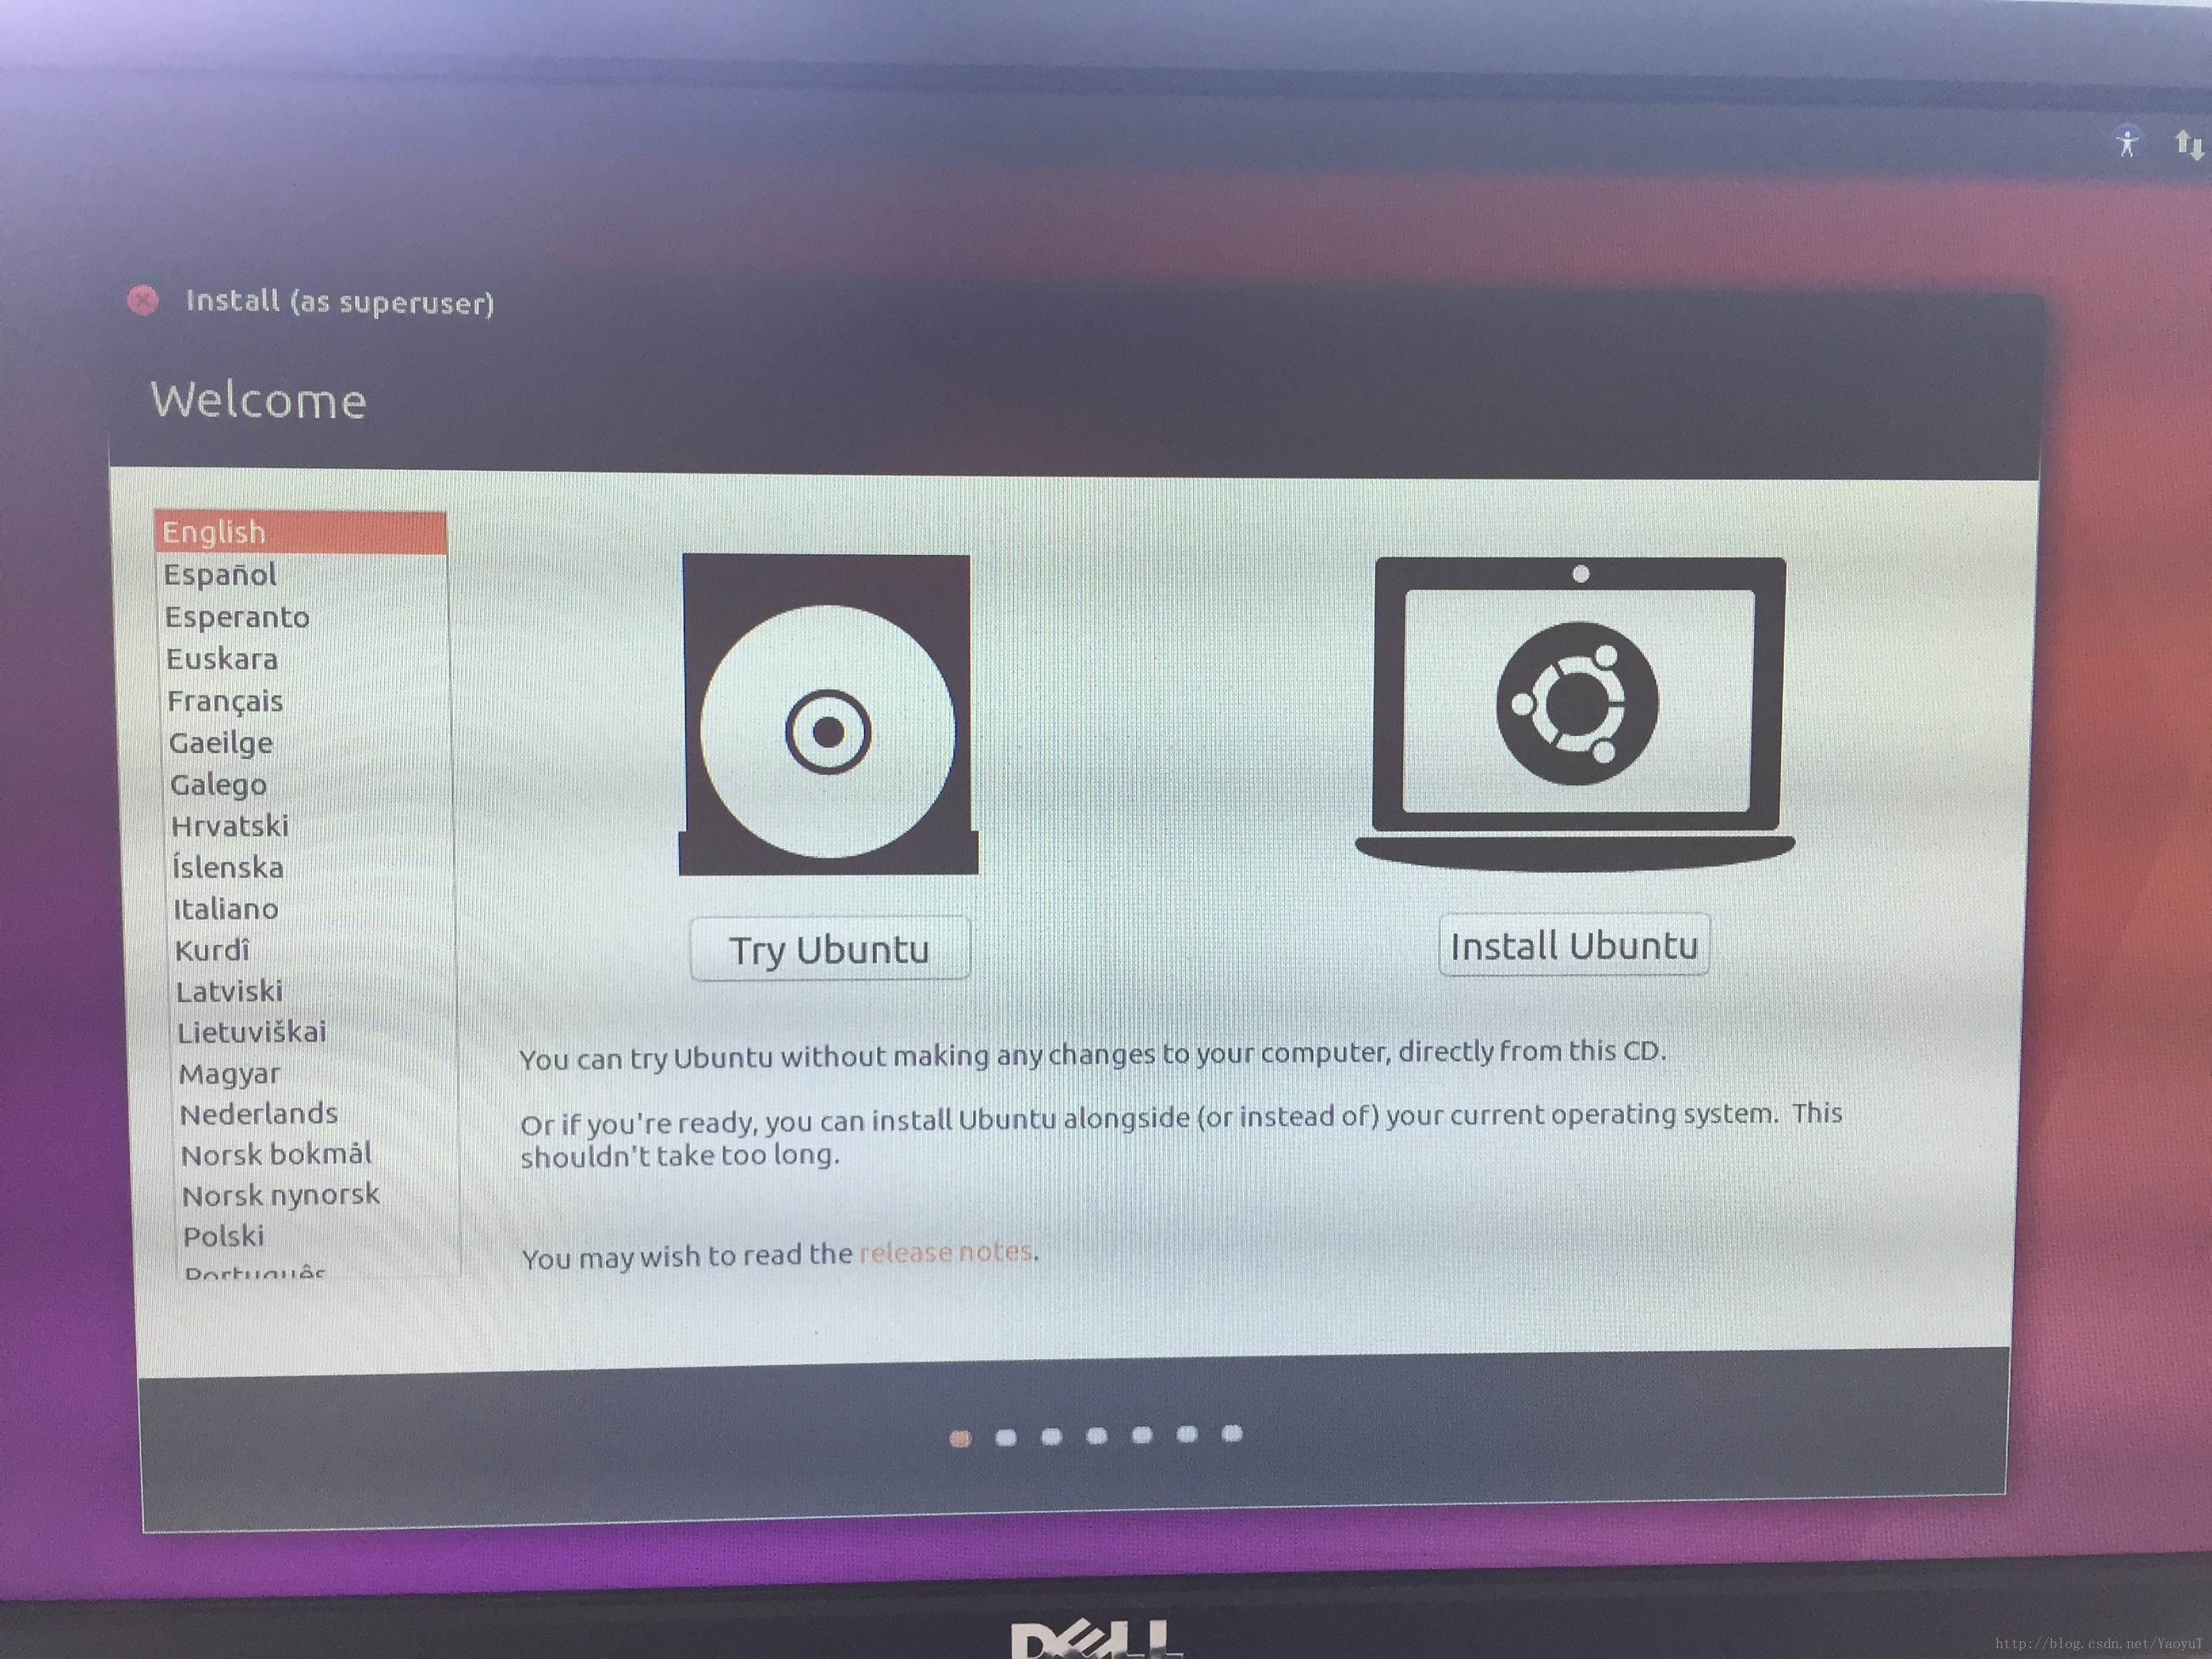 Install (as superuser)
Welcome
English
Español
Esperanto
Euskara
Français
Gaeilge
Galego
Hrvatski
Íslenska
Italiano
Kurdî
Latviski
Lietuviškai
Magyar
Nederlands
Norsk bokmål
Norsk nynorsk
Polski
Português
Try Ubuntu
Install Ubuntu
You can try Ubuntu without making any changes to your computer, directly from this CD.
Or if you're ready, you can install Ubuntu alongside (or instead of) your current operating system. This
shouldn't take too long.
You may wish to read the release notes.
DELL
http://blog.csdn.net/YaoyuT